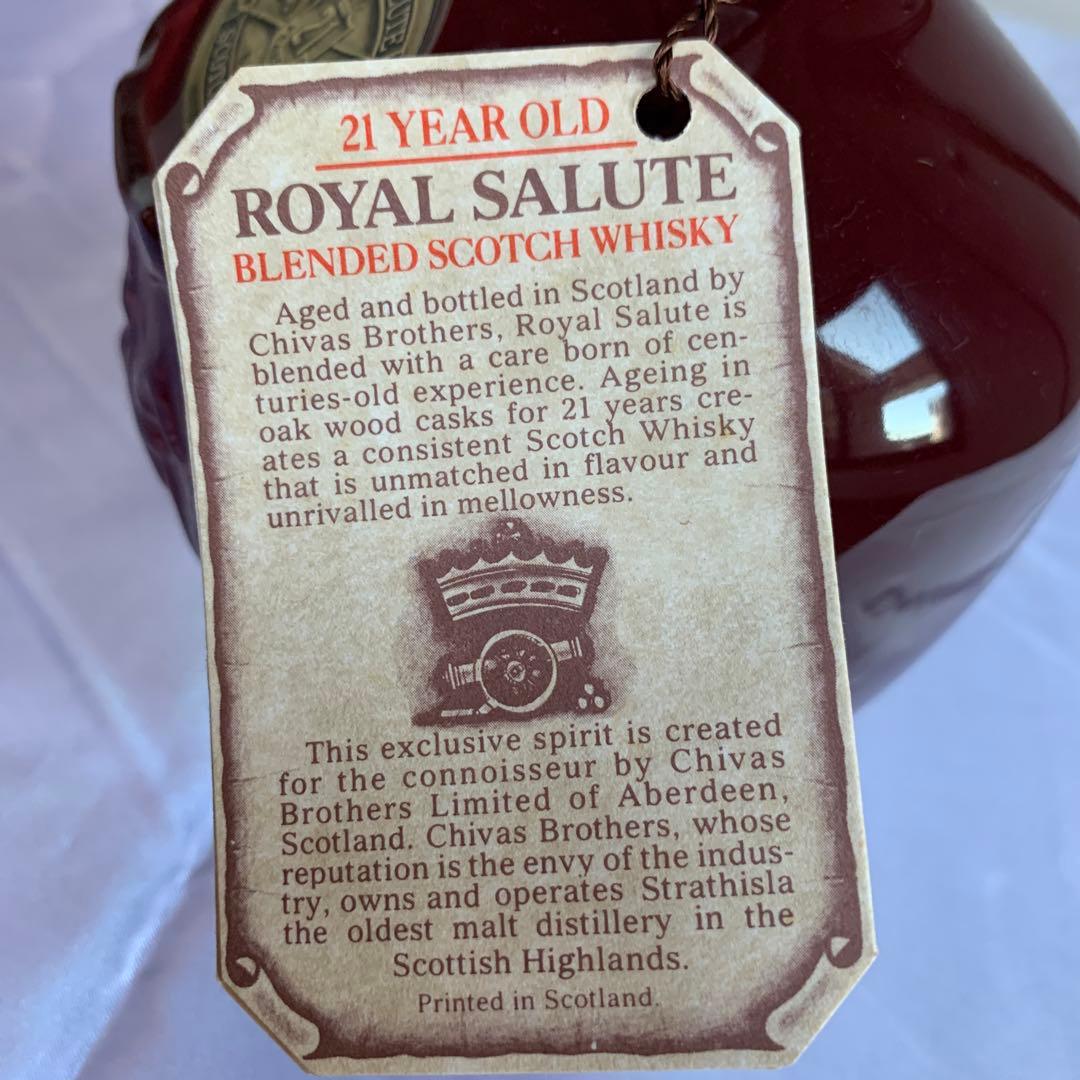 21 YEAR OLD
ROYAL SALUTE
BLENDED SCOTCH WHISKY
Aged and bottled in Scotland by
Chivas Brothers, Royal Salute is
blended with a care born of cen-
turies-old experience. Ageing in
oak wood casks for 21 years cre-
ates a consistent Scotch Whisky
that is unmatched in flavour and
unrivalled in mellowness.
This exclusive spirit is created
for the connoisseur by Chivas
Brothers Limited of Aberdeen,
Scotland. Chivas Brothers, whose
reputation is the envy of the indus-
try, owns and operates Strathisla
the oldest malt distillery in the
Scottish Highlands.
Printed in Scotland.